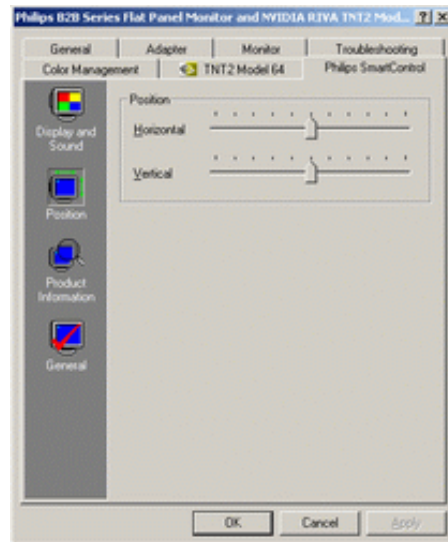 Philips B2B Series Flat Panel Monitor and NVIDIA RIVA TNT2 Mod...
General Adapter Monitor Troubleshooting
Color Management TNT2 Model 64 Philips SmartControl
Position
Display and
Sound
Horizontal
Vertical
Position
Product
Information
General
OK Cancel Apply